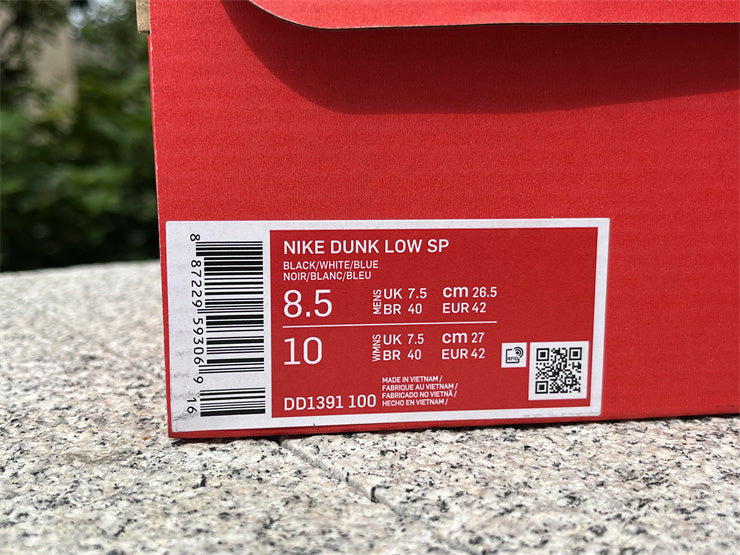 8 87229 59306 9 16
NIKE DUNK LOW SP
BLACK/WHITE/BLUE
NOIR/BLANC/BLEU
8.5 MENS UK 7.5 cm 26.5
BR 40 EUR 42
10 WMNS UK 7.5 cm 27
BR 40 EUR 42
RFID
DD1391 100
MADE IN VIETNAM /
FABRIQUE AU VIETNAM /
FABRICADO NO VIETNÃ /
HECHO EN VIETNAM /